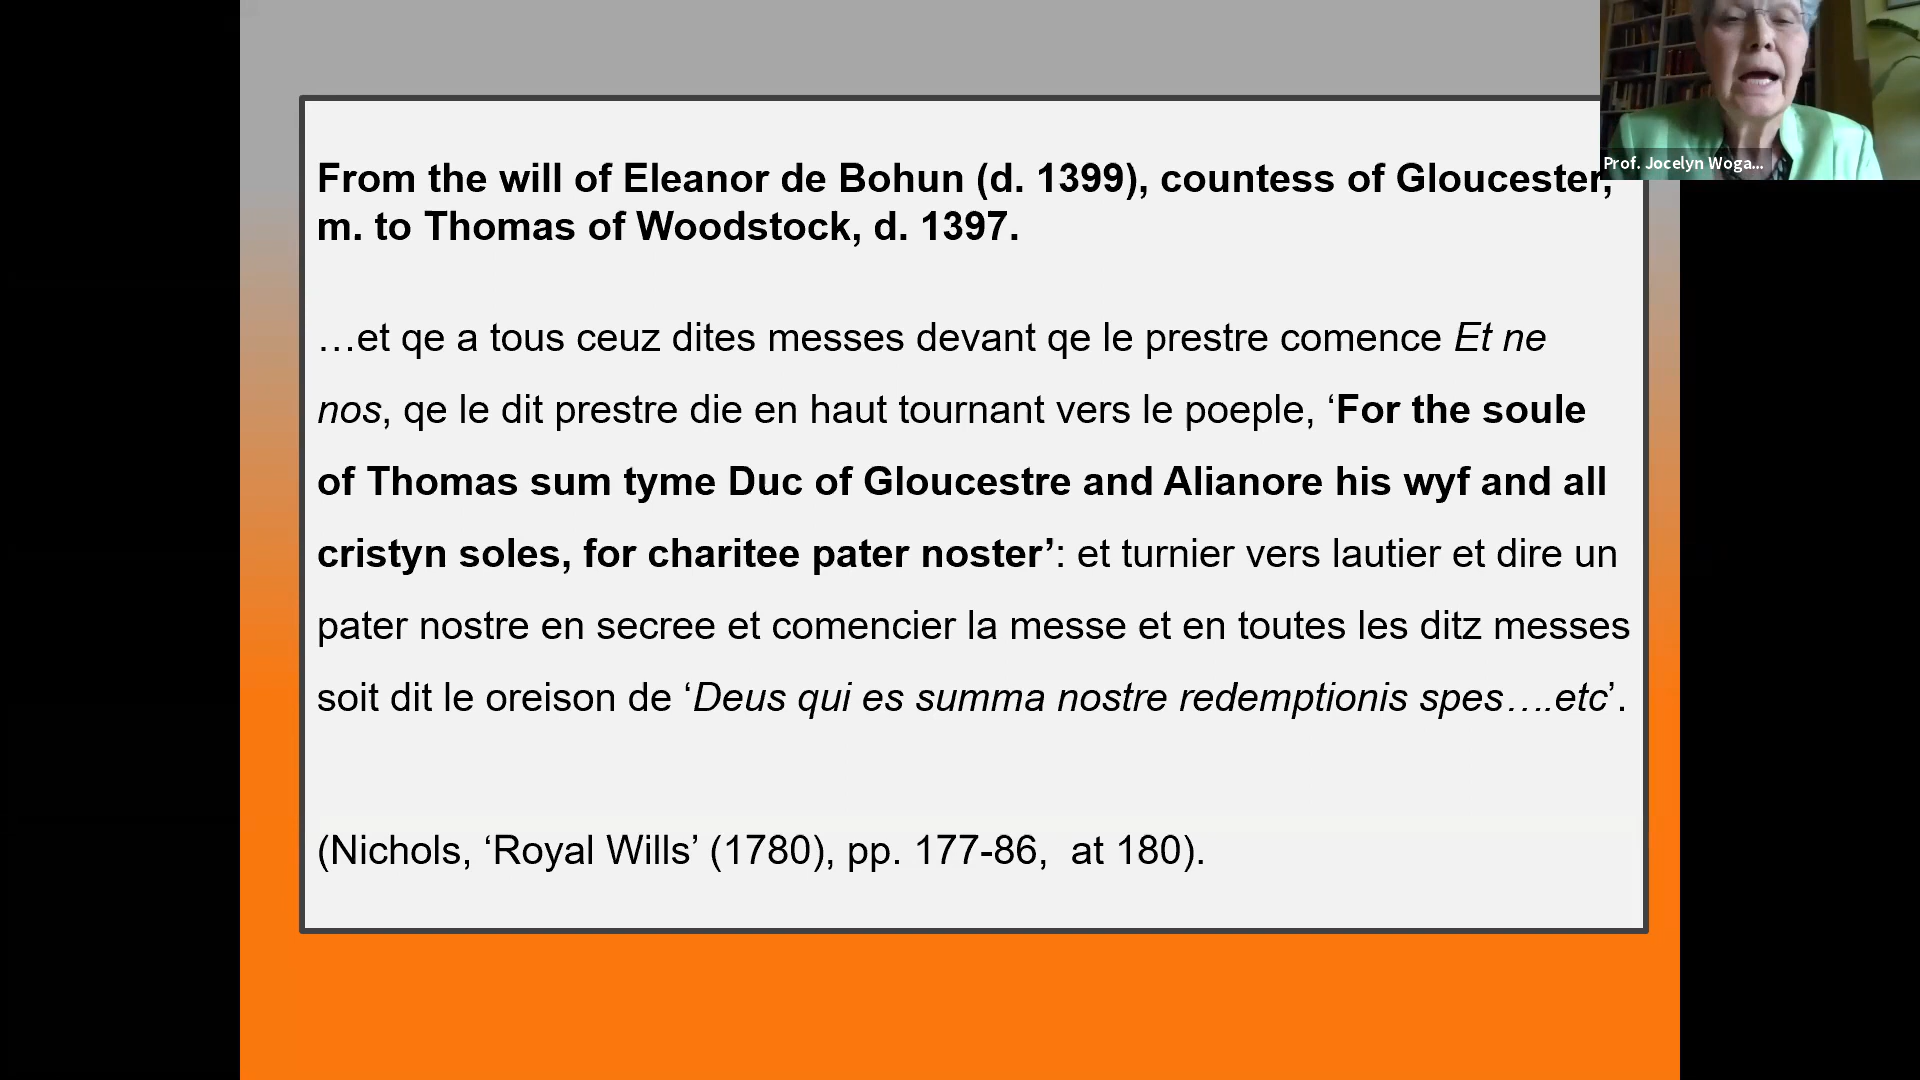 Prof. Jocelyn Woga...
From the will of Eleanor de Bohun (d. 1399), countess of Gloucester,
m. to Thomas of Woodstock, d. 1397.
…et qe a tous ceuz dites messes devant qe le prestre comence Et ne
nos, qe le dit prestre die en haut tournant vers le poeple, ‘For the soule
of Thomas sum tyme Duc of Gloucestre and Alianore his wyf and all
cristyn soles, for charitee pater noster’: et turnier vers lautier et dire un
pater nostre en secree et comencier la messe et en toutes les ditz messes
soit dit le oreison de ‘Deus qui es summa nostre redemptionis spes….etc’.
(Nichols, ‘Royal Wills’ (1780), pp. 177-86,  at 180).